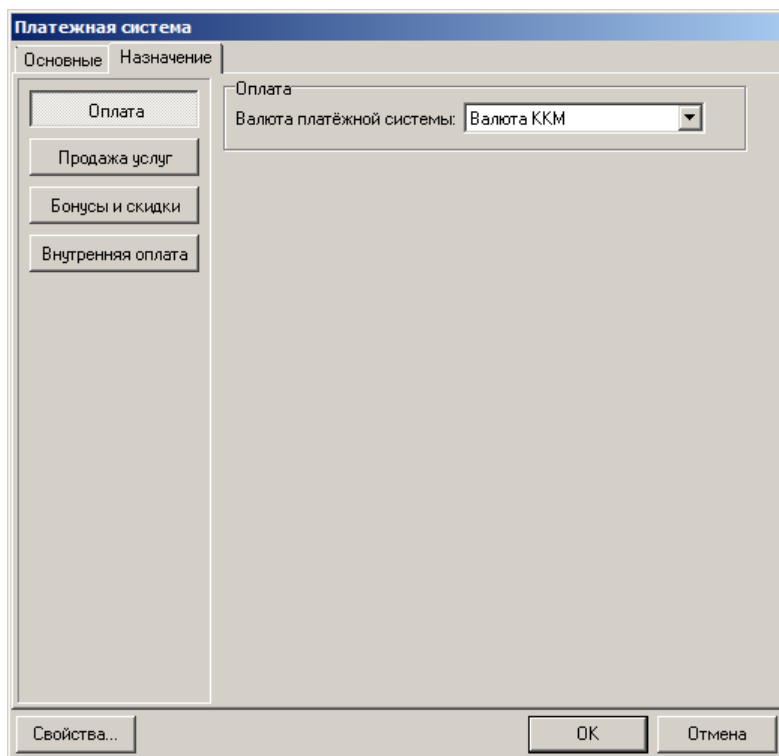 Платежная система
Основные Назначение
Оплата
Продажа услуг
Бонусы и скидки
Внутренняя оплата
Оплата
Валюта платёжной системы: Валюта ККМ
Свойства... OK Отмена